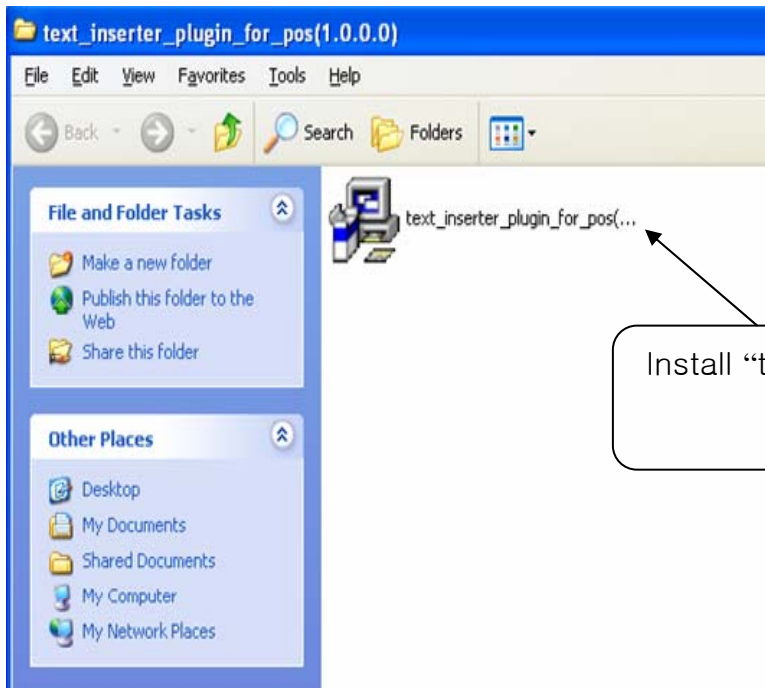 text_inserter_plugin_for_pos(1.0.0.0)
File Edit View Favorites Tools Help
Back Search Folders
File and Folder Tasks
Make a new folder
Publish this folder to the
Web
Share this folder
Other Places
Desktop
My Documents
Shared Documents
My Computer
My Network Places
text_inserter_plugin_for_pos(...
Install “t